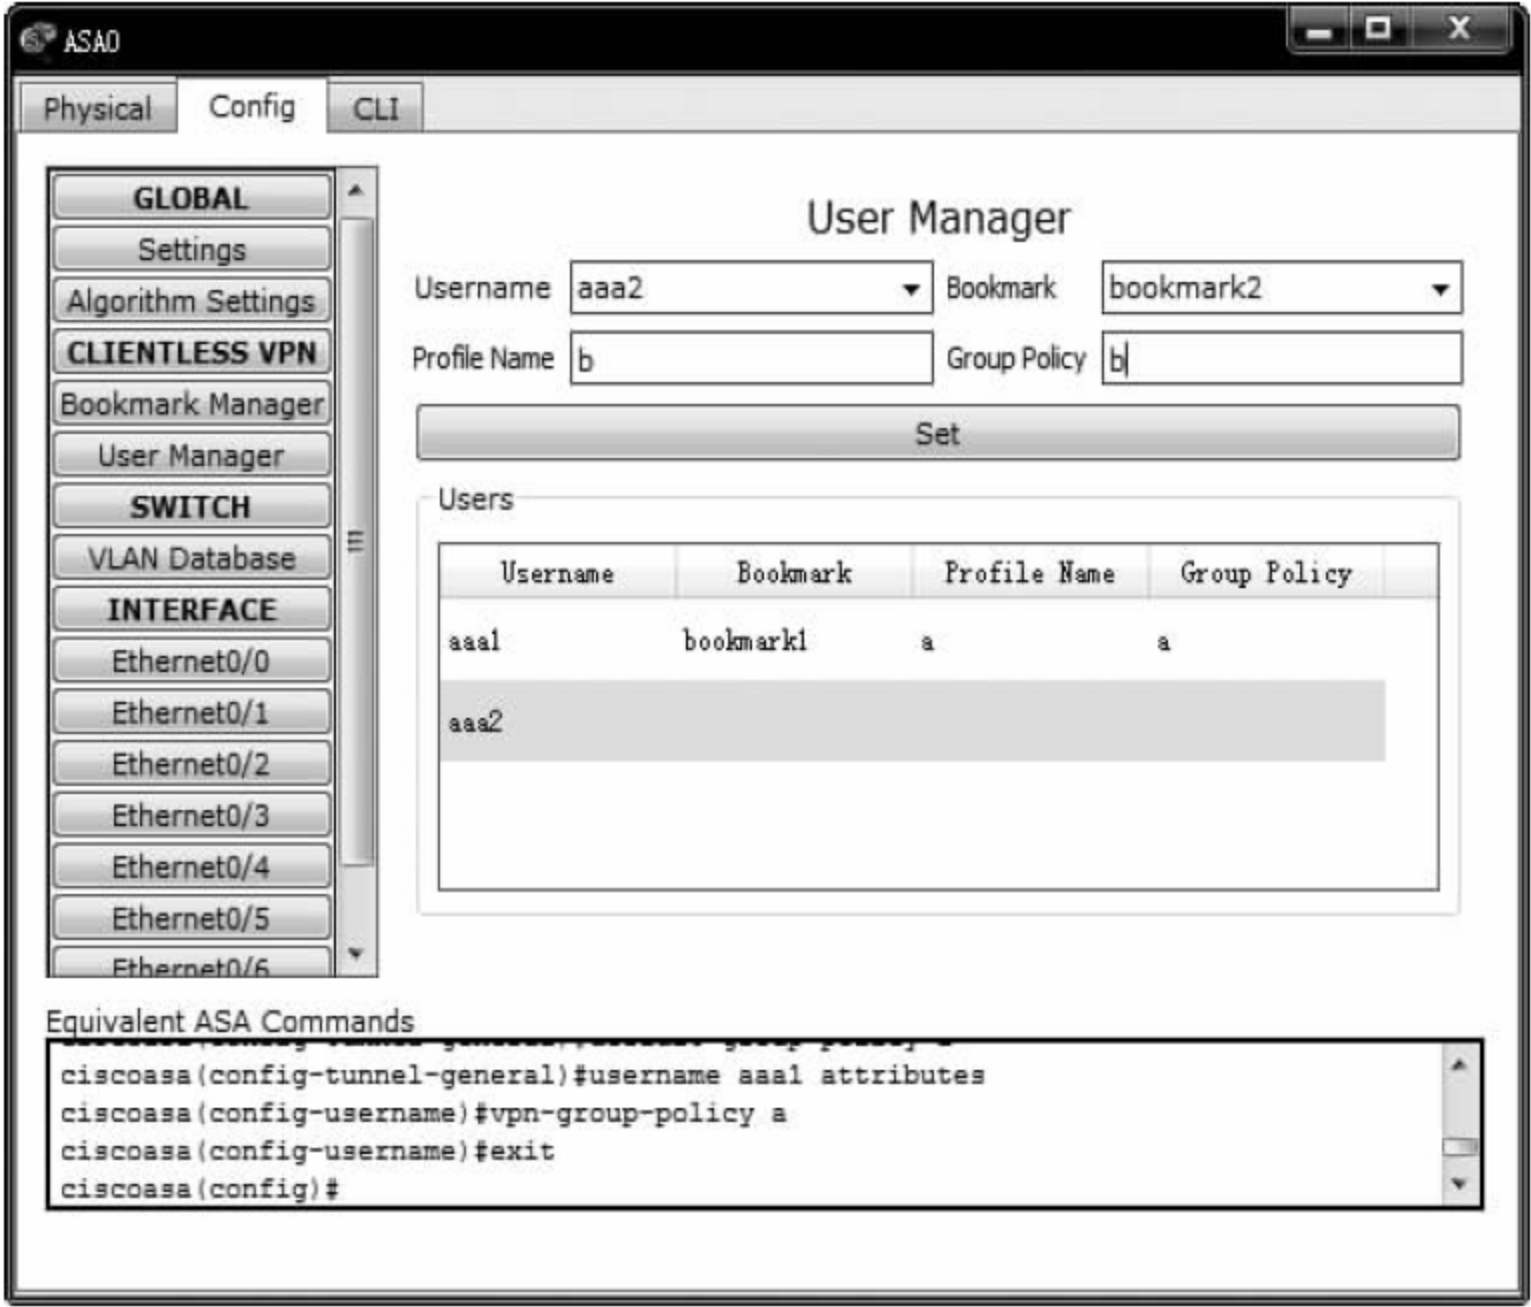 ASA0
Physical Config CLI
GLOBAL
Settings
Algorithm Settings
CLIENTLESS VPN
Bookmark Manager
User Manager
SWITCH
VLAN Database
INTERFACE
Ethernet0/0
Ethernet0/1
Ethernet0/2
Ethernet0/3
Ethernet0/4
Ethernet0/5
Ethernet0/6
User Manager
Username aaa2 Bookmark bookmark2
Profile Name b Group Policy b
Set
Users
Username Bookmark Profile Name Group Policy
aaa1 bookmark1 a a
aaa2
Equivalent ASA Commands
ciscoasa(config-tunnel-general)#username aaa1 attributes
ciscoasa(config-username)#vpn-group-policy a
ciscoasa(config-username)#exit
ciscoasa(config)#